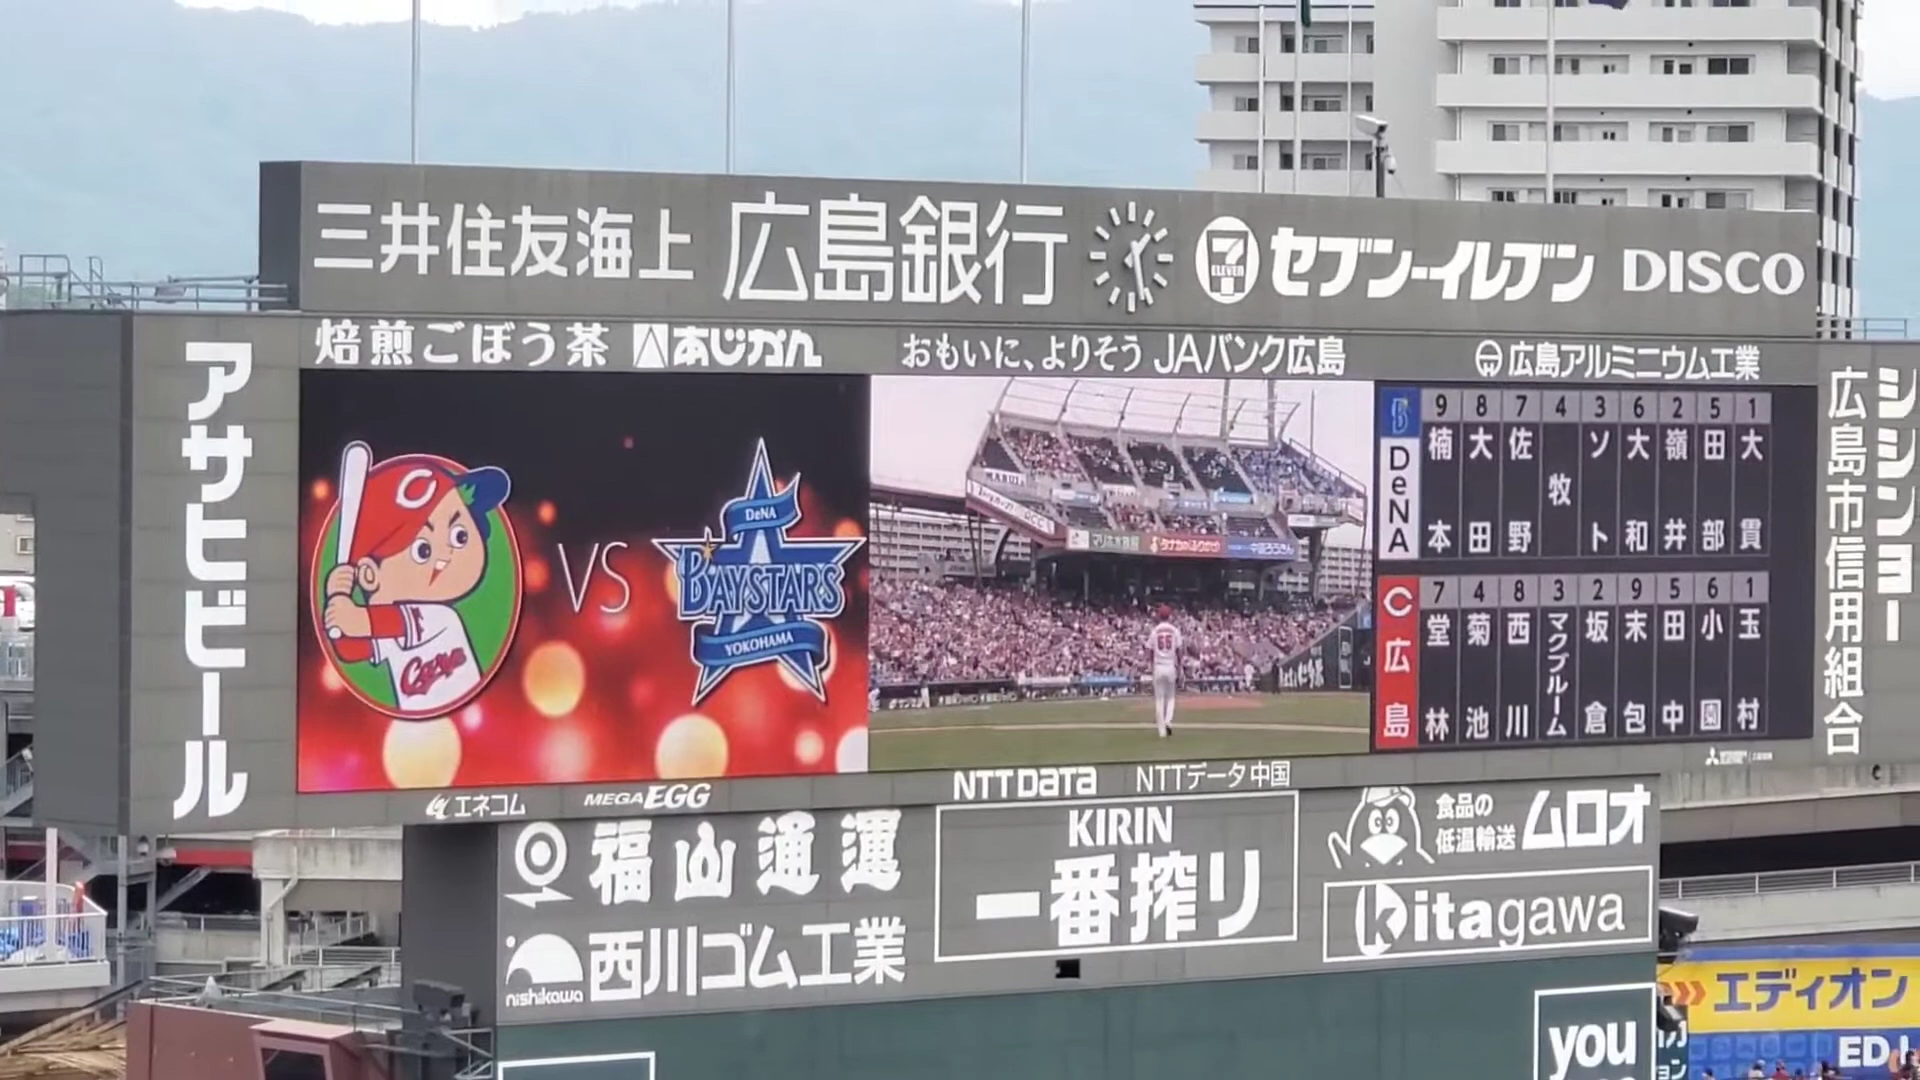 三井住友海上 広島銀行 7 ELEVEN セブン-イレブン DISCO
焙煎ごぼう茶 あじかん おもいに、よりそう JAバンク広島 広島アルミニウム工業
アサヒビール
C
Carp
VS
DeNA
BAYSTARS
YOKOHAMA
66
B DeNA
9 8 7 4 3 6 2 5 1
楠本 大田 佐野 牧 ソト 大和 嶺井 田部 大貫
C 広島
7 4 8 3 2 9 5 6 1
堂林 菊池 西川 マクブルーム 坂倉 末包 田中 小園 玉村
広島市信用組合
シシンヨー
エネコム MEGA EGG NTT DATA NTTデータ中国
福山通運
nishikawa 西川ゴム工業
KIRIN
一番搾り
食品の
低温輸送 ムロオ
kitagawa
エディオン
EDI
you